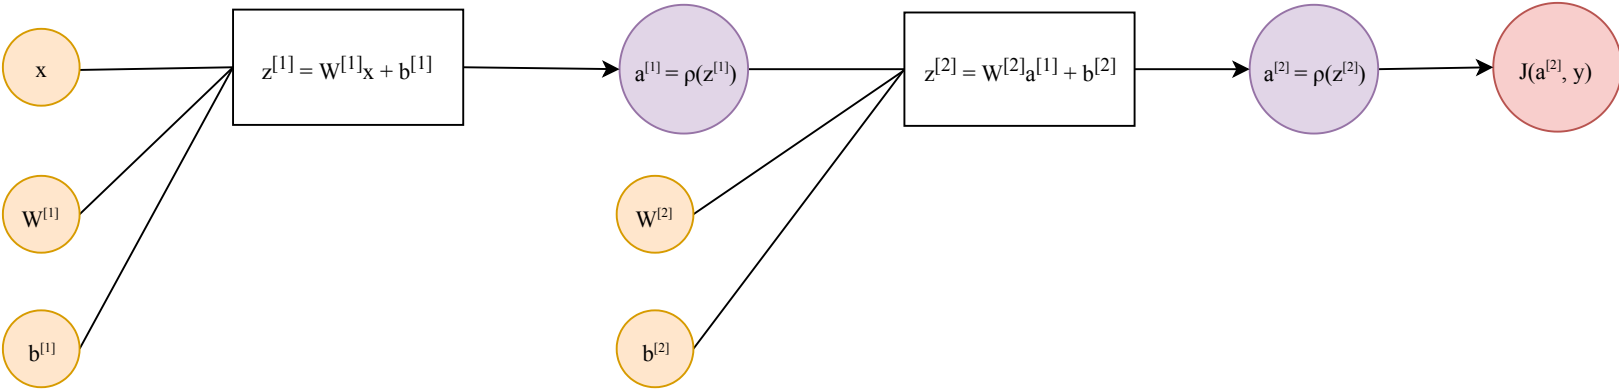 x
z^[1] = W^[1]x + b^[1]
a^[1] = ρ(z^[1])
z^[2] = W^[2]a^[1] + b^[2]
a^[2] = ρ(z^[2])
J(a^[2], y)
W^[1]
W^[2]
b^[1]
b^[2]